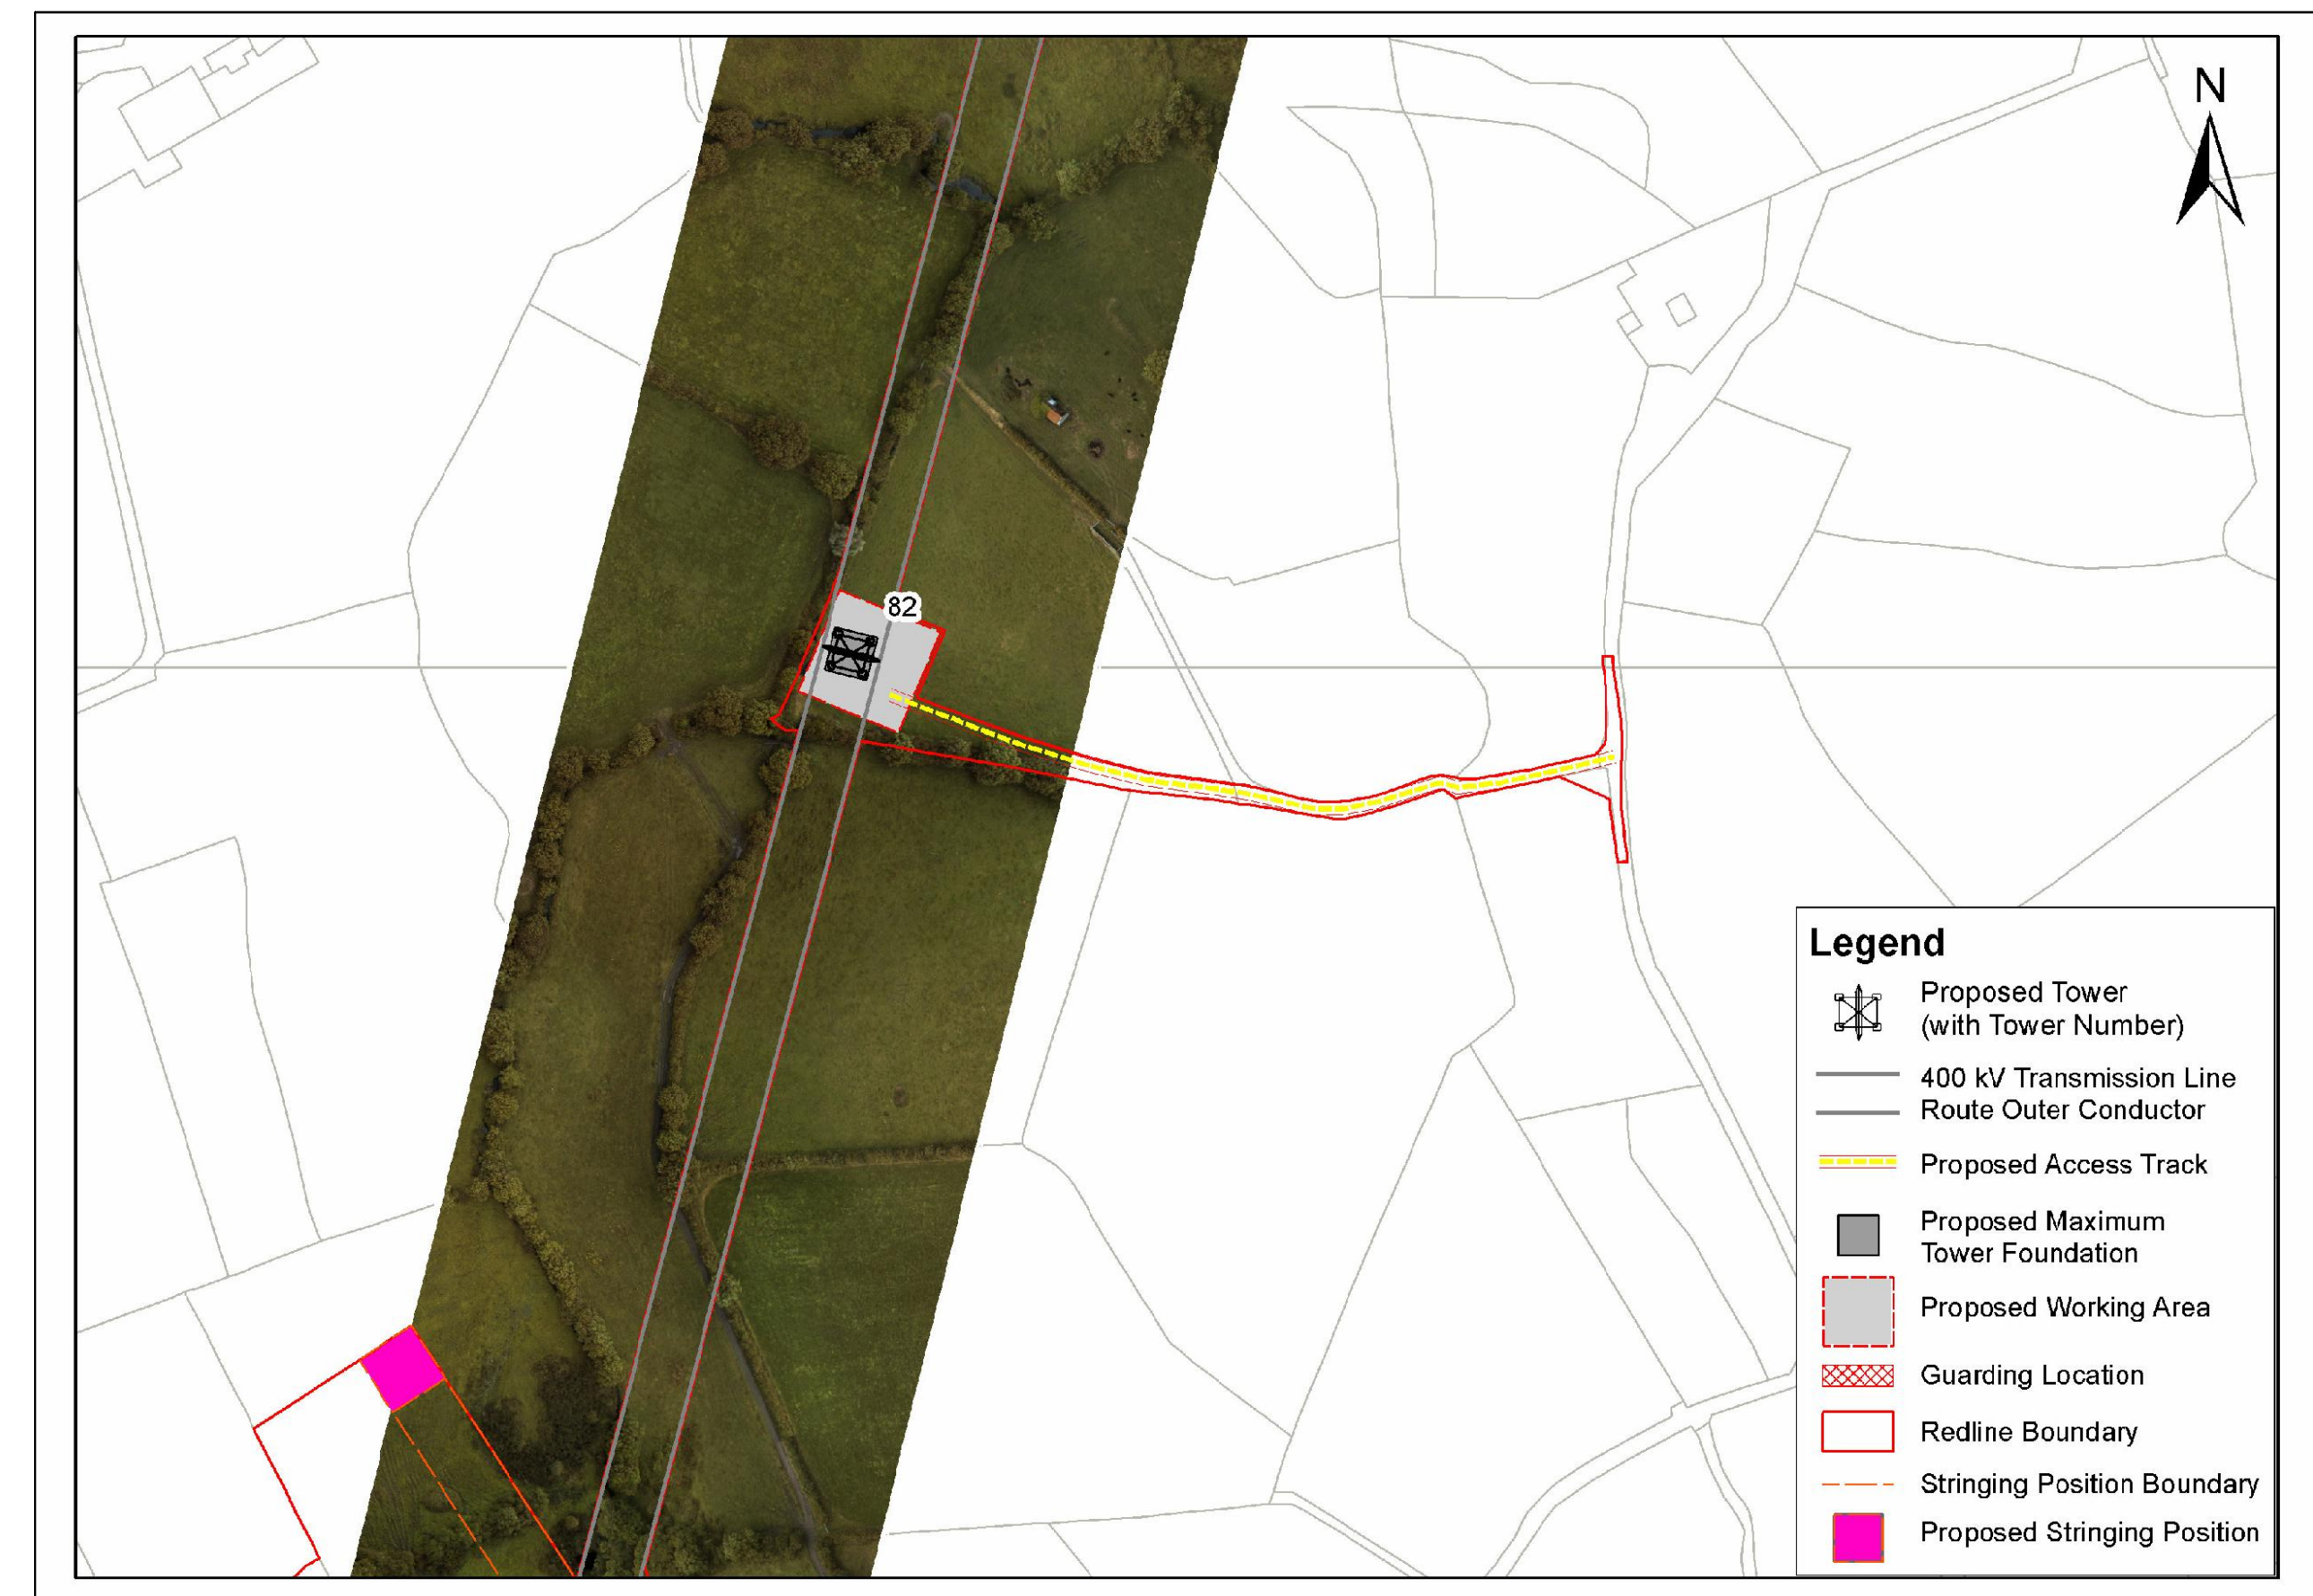 N
82
Legend
Proposed Tower
(with Tower Number)
400 kV Transmission Line
Route Outer Conductor
Proposed Access Track
Proposed Maximum
Tower Foundation
Proposed Working Area
Guarding Location
Redline Boundary
Stringing Position Boundary
Proposed Stringing Position